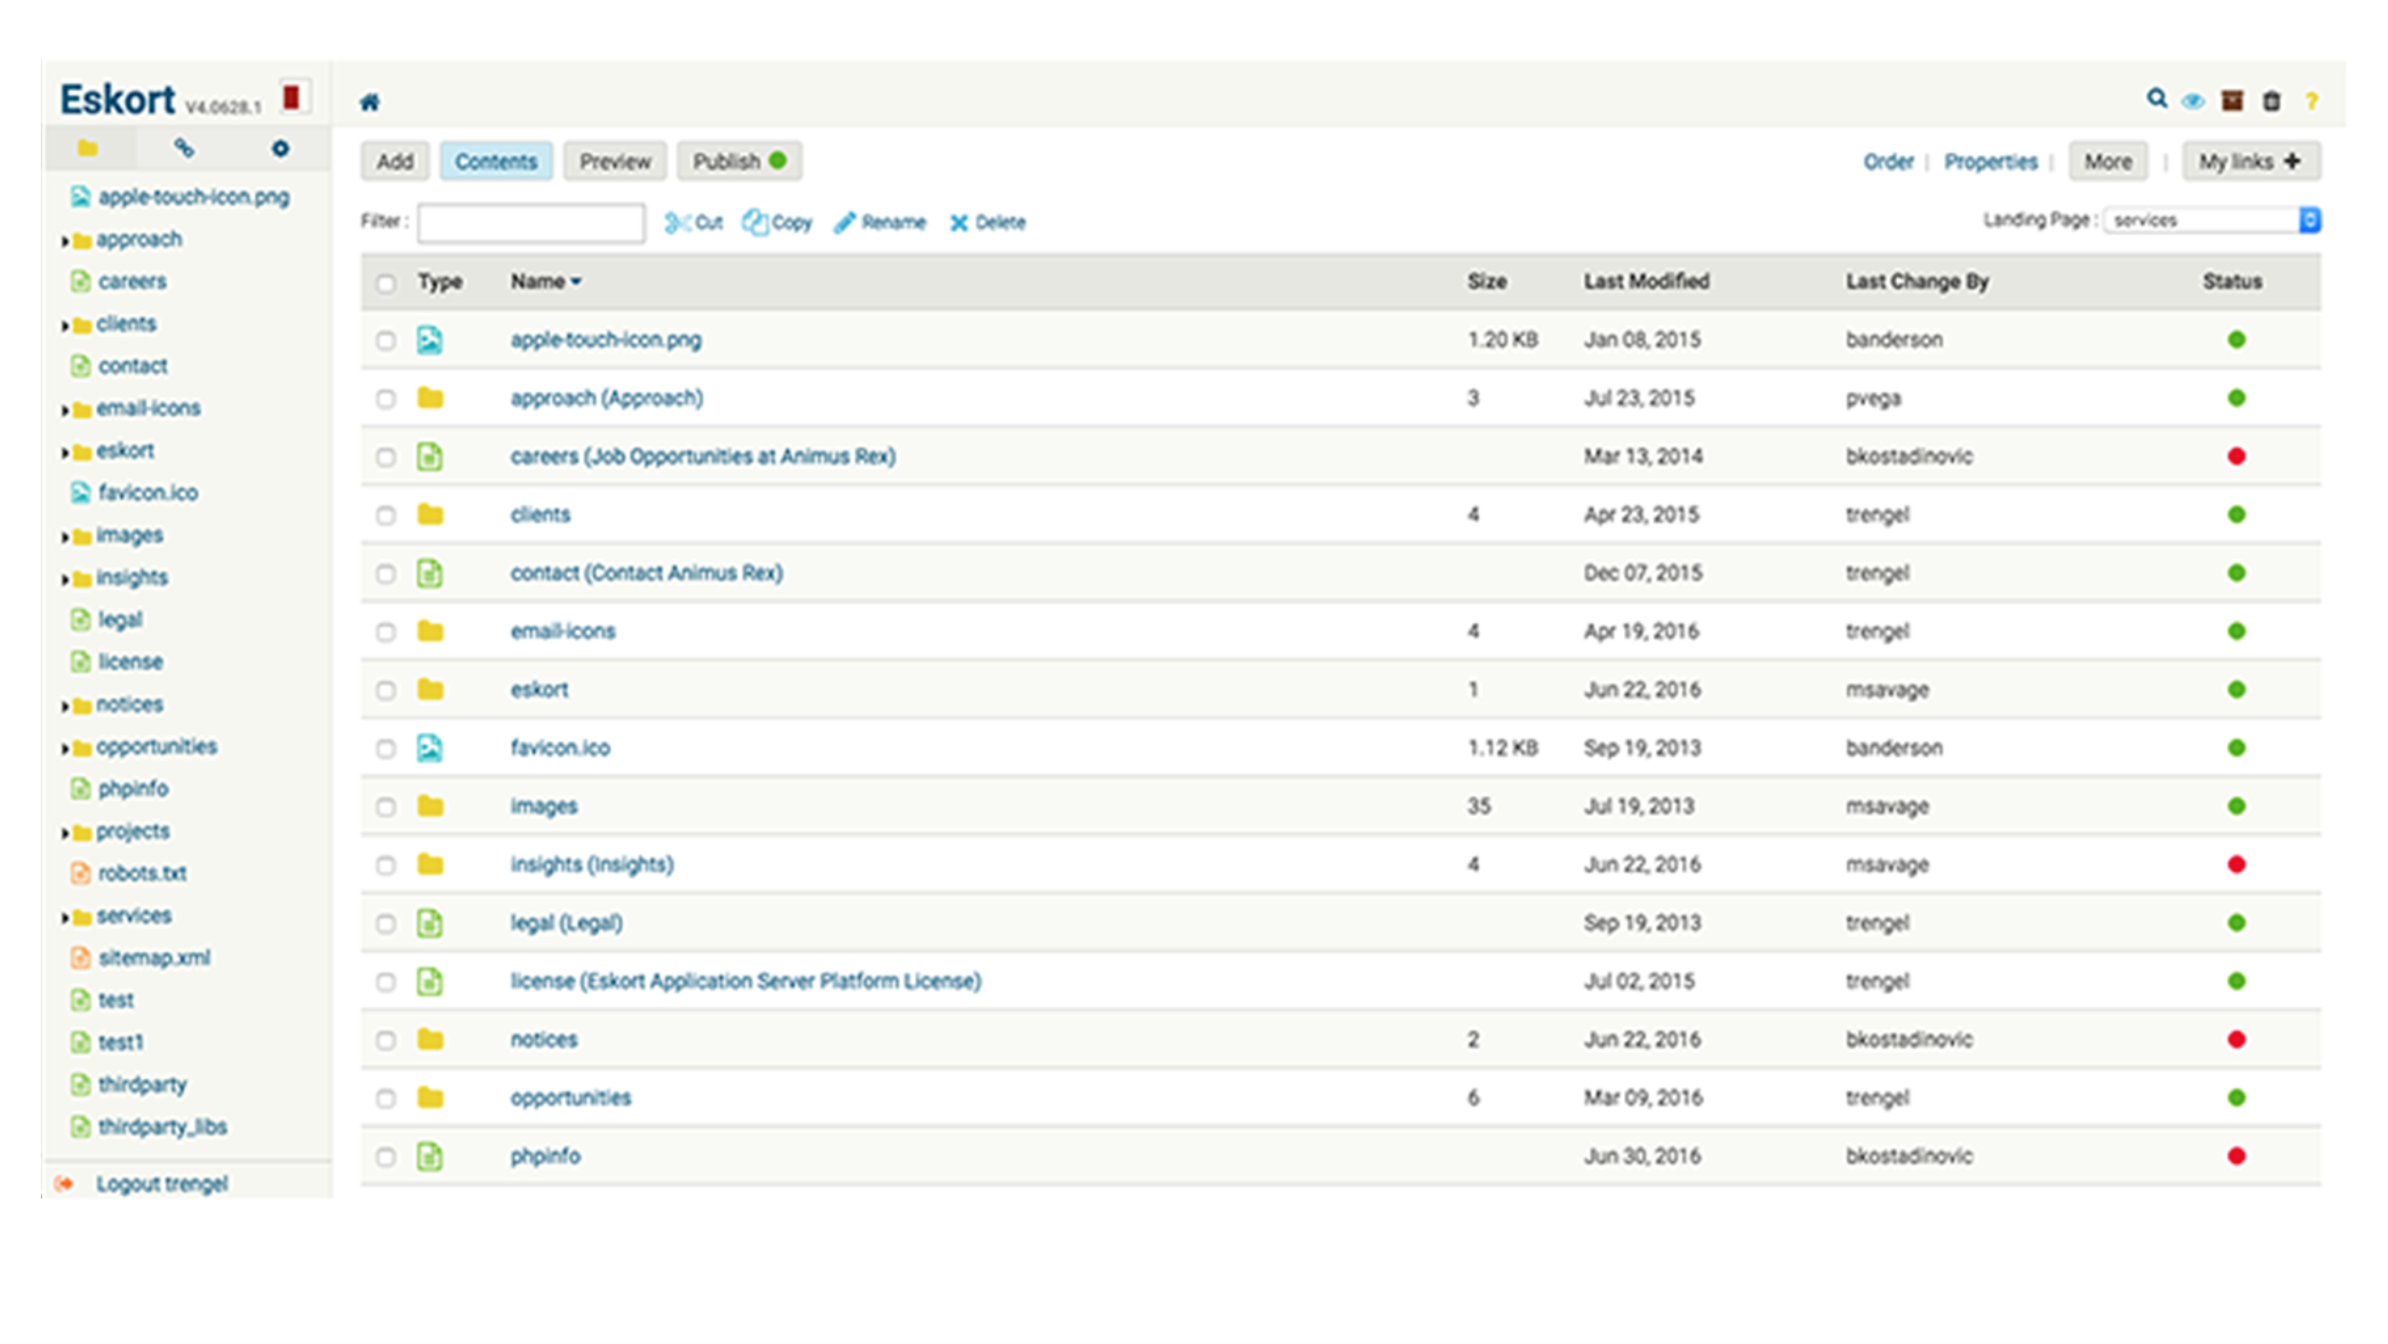 Eskort V4.0628.1
apple-touch-icon.png
approach
careers
clients
contact
email-icons
eskort
favicon.ico
images
insights
legal
license
notices
opportunities
phpinfo
projects
robots.txt
services
sitemap.xml
test
test1
thirdparty
thirdparty_libs
Logout trengel
?
Add Contents Preview Publish Order | Properties | More | My links +
Filter : Cut Copy Rename Delete Landing Page : services
Type Name Size Last Modified Last Change By Status
apple-touch-icon.png 1.20 KB Jan 08, 2015 banderson
approach (Approach) 3 Jul 23, 2015 pvega
careers (Job Opportunities at Animus Rex) Mar 13, 2014 bkostadinovic
clients 4 Apr 23, 2015 trengel
contact (Contact Animus Rex) Dec 07, 2015 trengel
email-icons 4 Apr 19, 2016 trengel
eskort 1 Jun 22, 2016 msavage
favicon.ico 1.12 KB Sep 19, 2013 banderson
images 35 Jul 19, 2013 msavage
insights (Insights) 4 Jun 22, 2016 msavage
legal (Legal) Sep 19, 2013 trengel
license (Eskort Application Server Platform License) Jul 02, 2015 trengel
notices 2 Jun 22, 2016 bkostadinovic
opportunities 6 Mar 09, 2016 trengel
phpinfo Jun 30, 2016 bkostadinovic